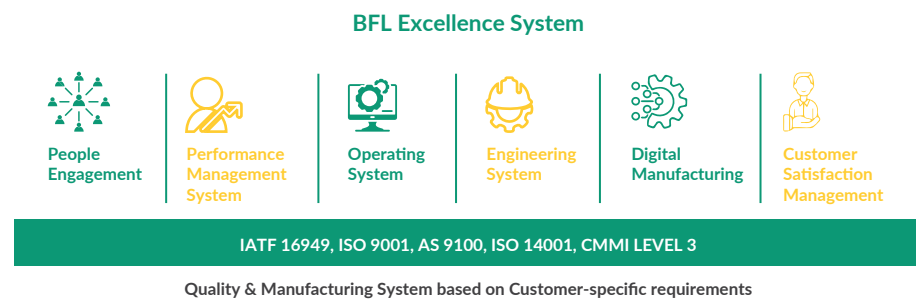 BFL Excellence System
People
Engagement
Performance
Management
System
Operating
System
Engineering
System
Digital
Manufacturing
Customer
Satisfaction
Management
IATF 16949, ISO 9001, AS 9100, ISO 14001, CMMI LEVEL 3
Quality & Manufacturing System based on Customer-specific requirements